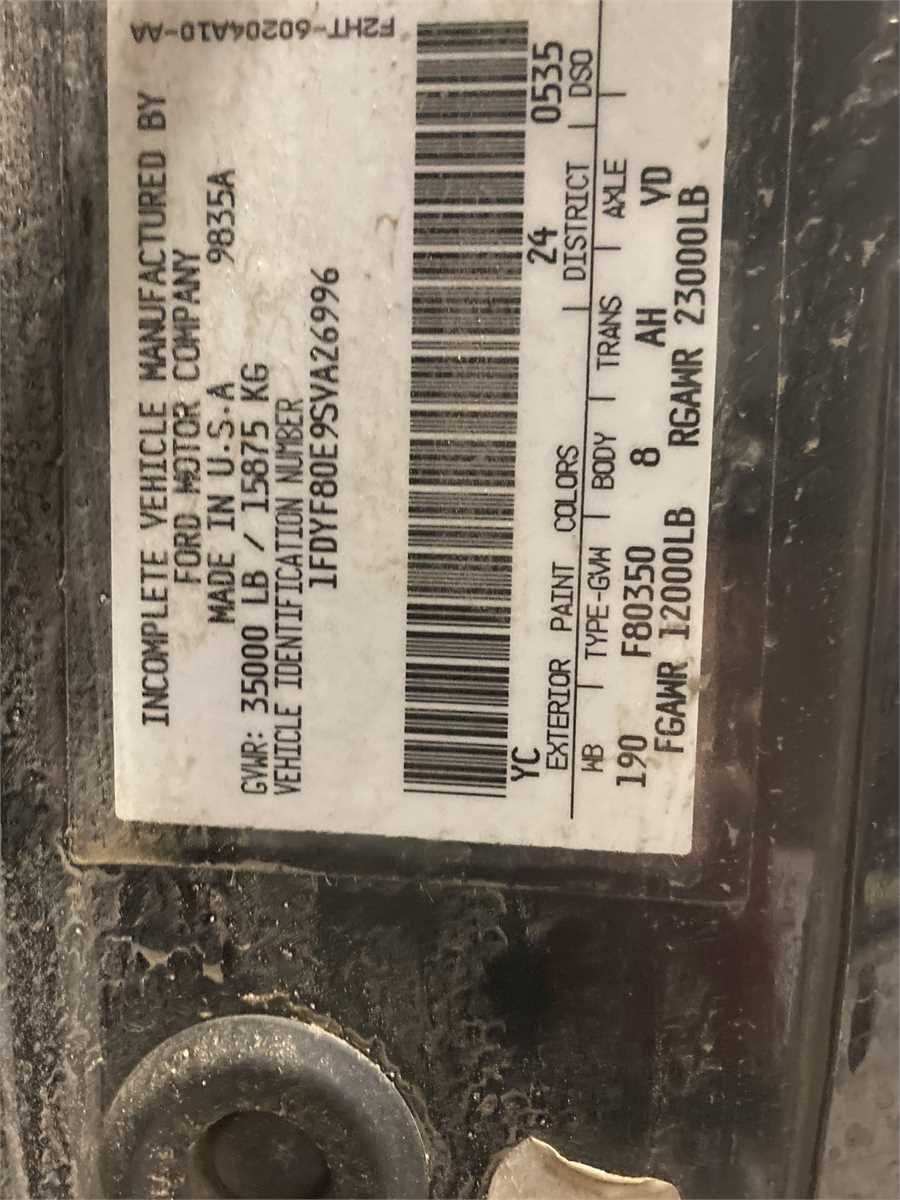 INCOMPLETE VEHICLE MANUFACTURED BY
FORD MOTOR COMPANY
MADE IN U.S.A 9835A
GVWR: 35000 LB / 15875 KG
VEHICLE IDENTIFICATION NUMBER
1FDYF80E9SVA26996
F2HT-60204A10-AA
YC 24 0535
EXTERIOR PAINT COLORS DISTRICT DSO
WB TYPE-GVW BODY TRANS AXLE
190 F80350 8 AH VD
FGAWR 12000LB RGAWR 23000LB